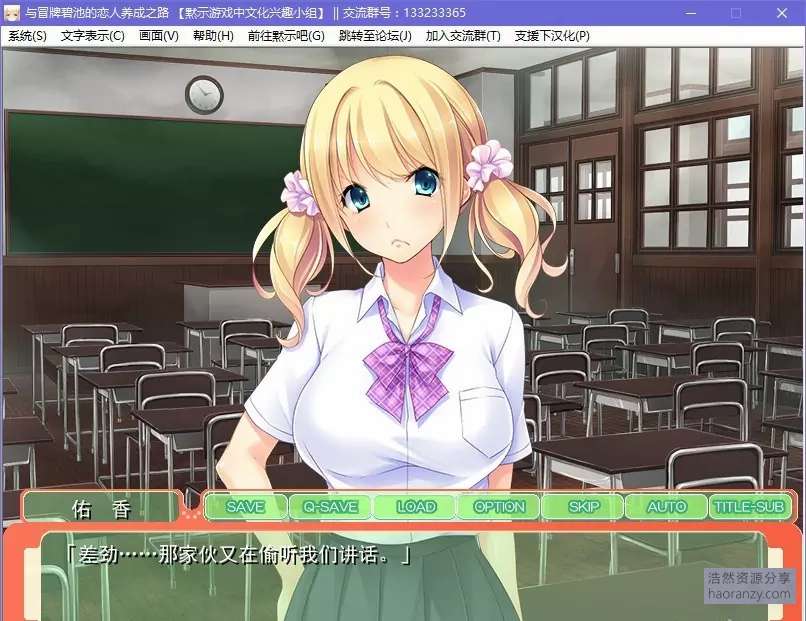 与冒牌碧池的恋人养成之路 【黙示游戏中文化兴趣小组】 || 交流群号：133233365
系统(S) 文字表示(C) 画面(V) 帮助(H) 前往黙示吧(G) 跳转至论坛(J) 加入交流群(T) 支援下汉化(P)
佑 香 SAVE Q-SAVE LOAD OPTION SKIP AUTO TITLE-SUB
「差劲……那家伙又在偷听我们讲话。」
浩然资源分享
haoranzy.com